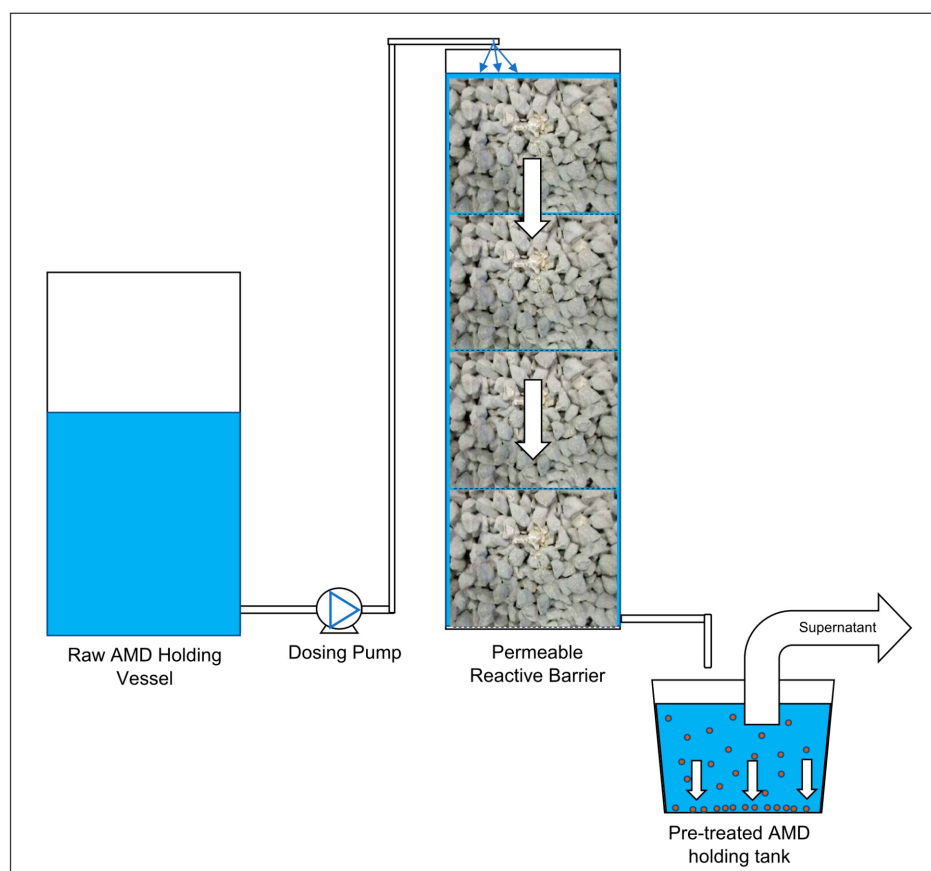 Raw AMD Holding
Vessel
Dosing Pump
Permeable
Reactive Barrier
Supernatant
Pre-treated AMD
holding tank